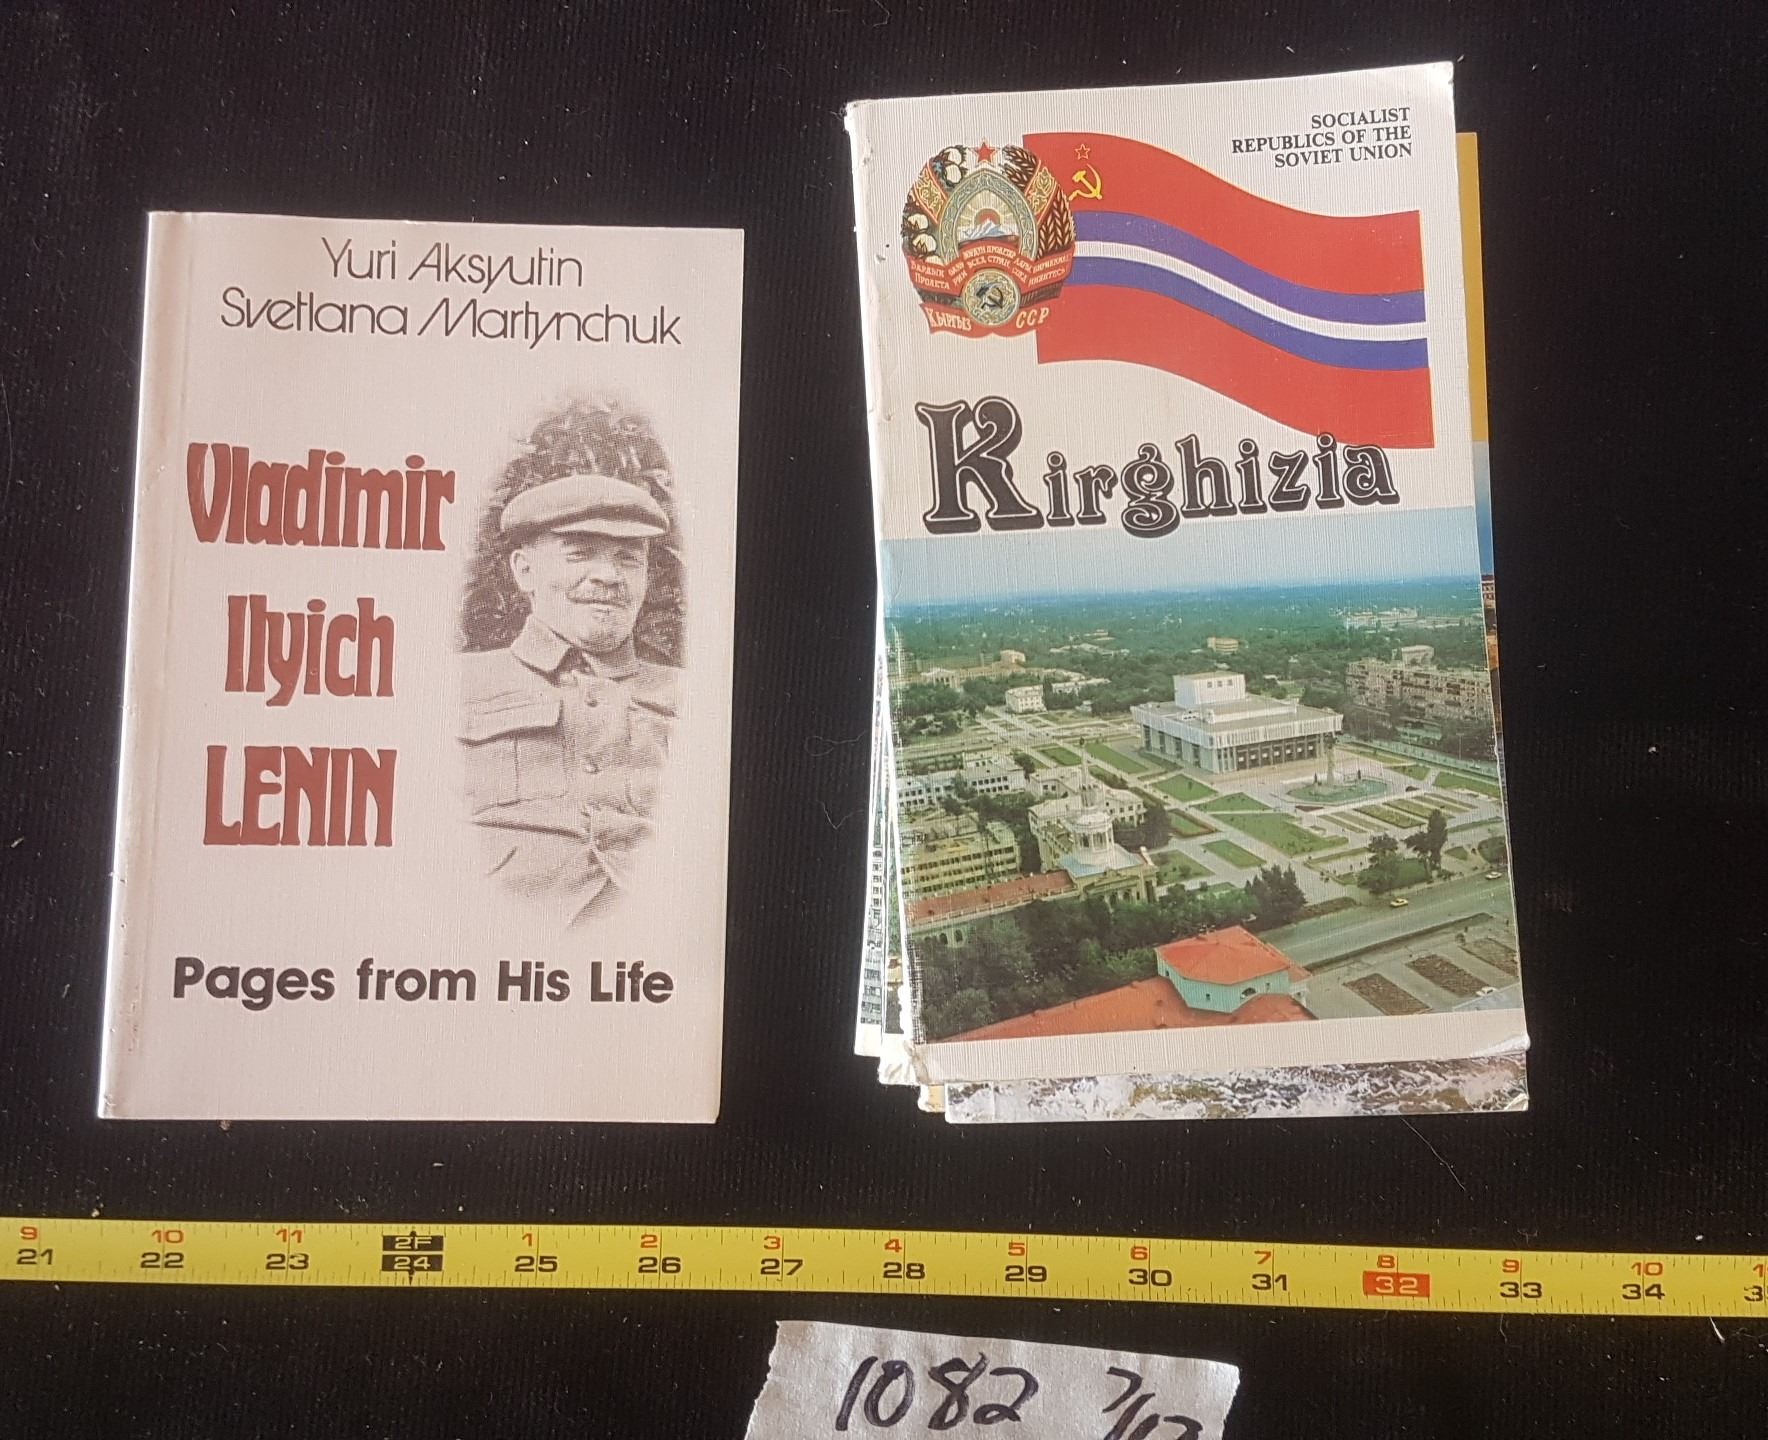 Yuri Aksyutin
Svetlana Martynchuk
Vladimir
Ilyich
LENIN
Pages from His Life
SOCIALIST
REPUBLICS OF THE
SOVIET UNION
КЫРГЫЗ ССР
Kirghizia
9 10 11 2F 1 2 3 4 5 6 7 8 9 10
21 22 23 24 25 26 27 28 29 30 31 32 33 34
1082